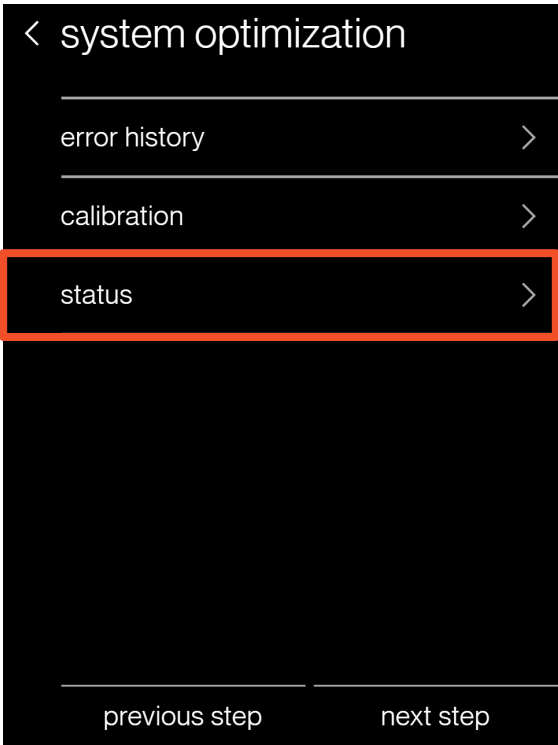 system optimization
error history
calibration
status
previous step next step